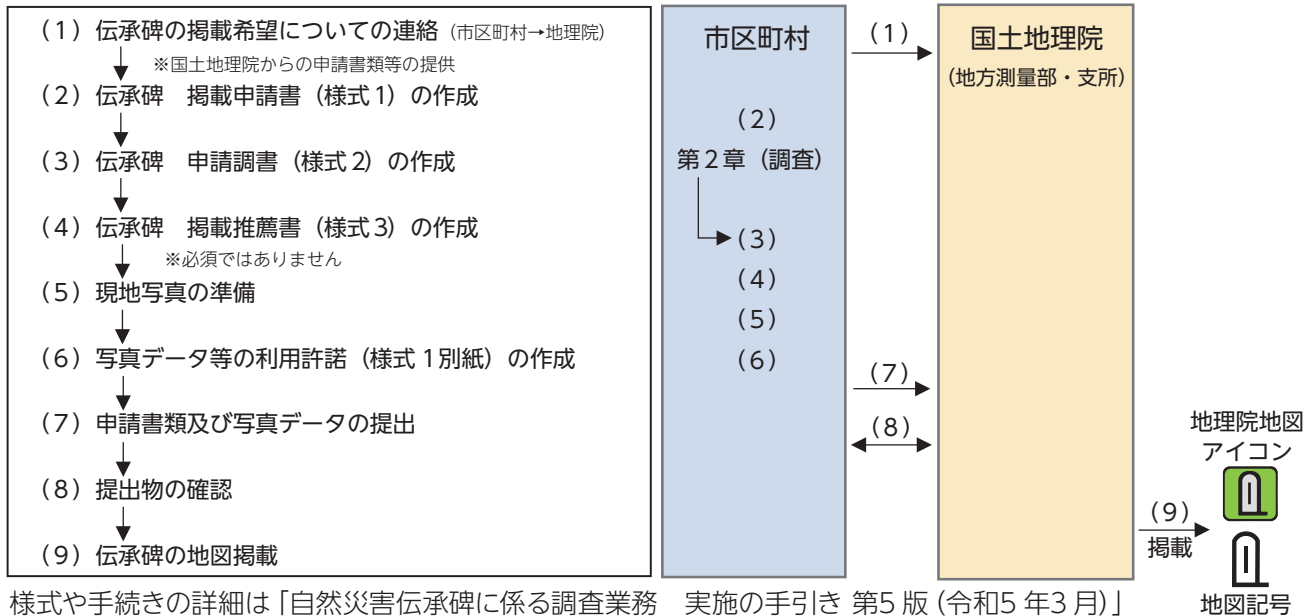 (1) 伝承碑の掲載希望についての連絡 (市区町村→地理院)
※国土地理院からの申請書類等の提供
(2) 伝承碑　掲載申請書 (様式1) の作成
(3) 伝承碑　申請調書 (様式2) の作成
(4) 伝承碑　掲載推薦書 (様式3) の作成
※必須ではありません
(5) 現地写真の準備
(6) 写真データ等の利用許諾 (様式1別紙) の作成
(7) 申請書類及び写真データの提出
(8) 提出物の確認
(9) 伝承碑の地図掲載
市区町村
(2)
第2章 (調査)
(3)
(4)
(5)
(6)
(1)
(7)
(8)
国土地理院
(地方測量部・支所)
(9)
掲載
地理院地図
アイコン
地図記号
様式や手続きの詳細は「自然災害伝承碑に係る調査業務　実施の手引き 第5版 (令和5年3月)」